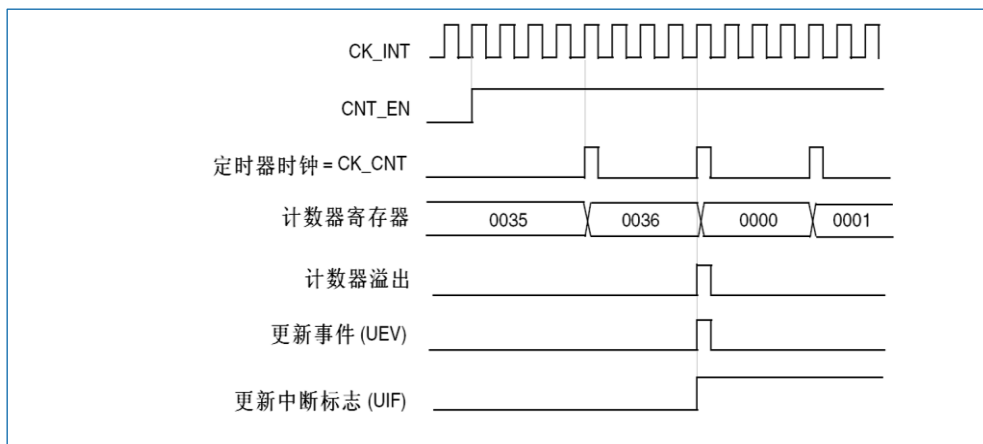 CK_INT
CNT_EN
定时器时钟 = CK_CNT
计数器寄存器 0035 0036 0000 0001
计数器溢出
更新事件 (UEV)
更新中断标志 (UIF)